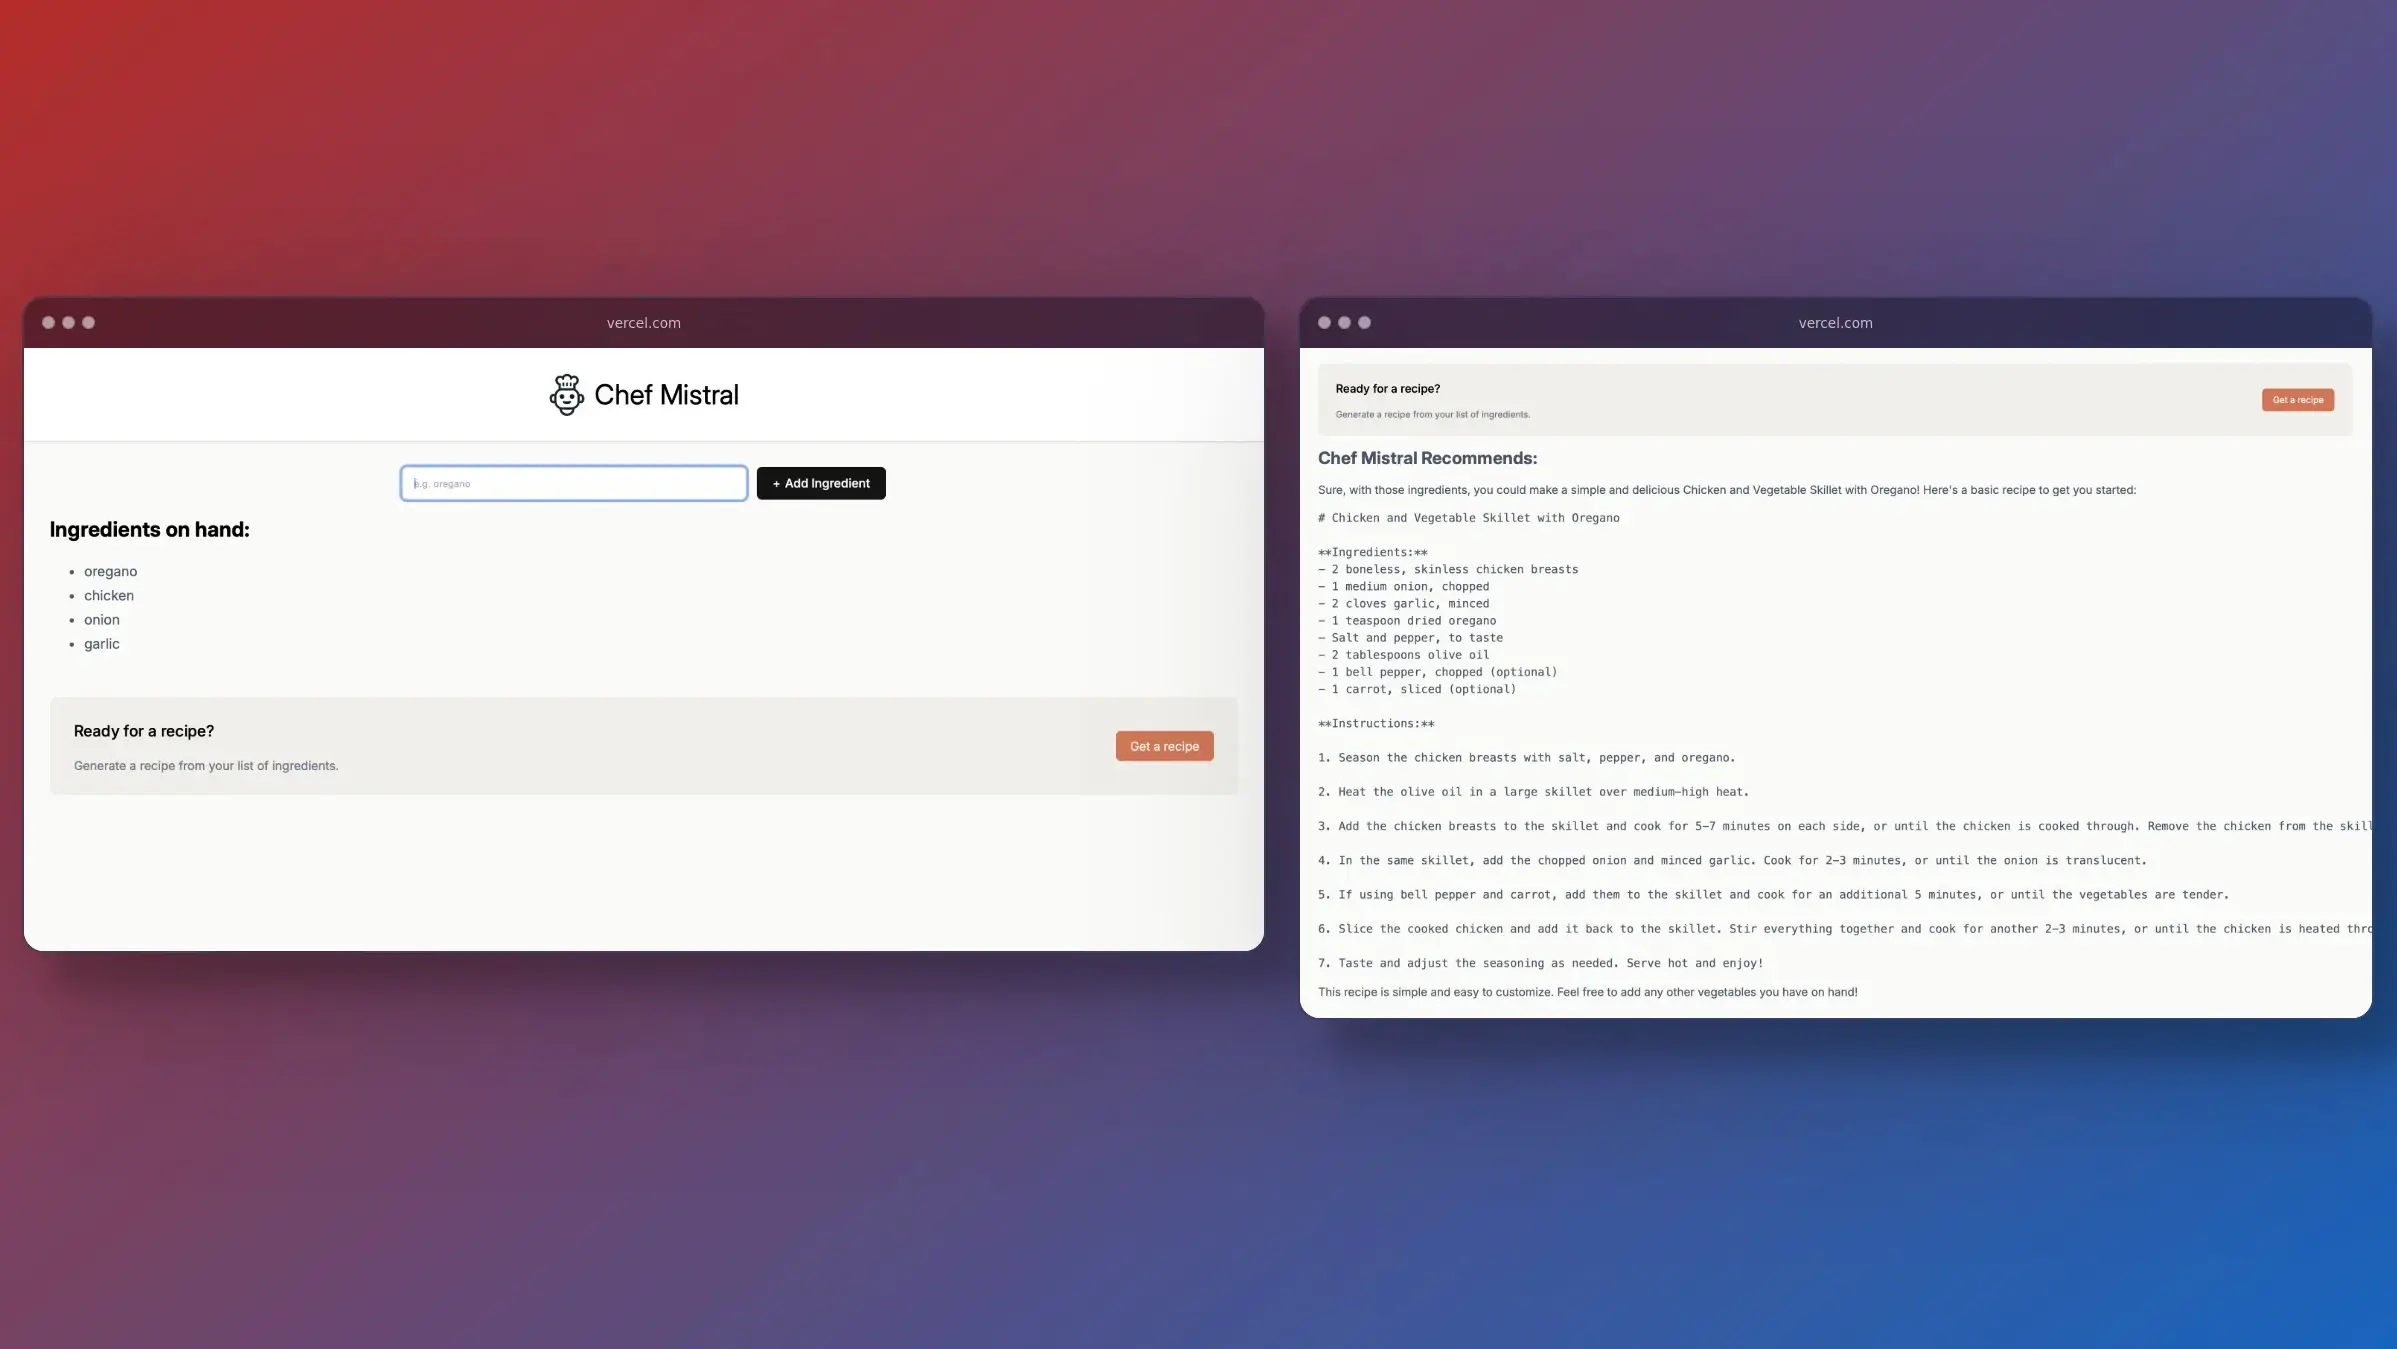 vercel.com
Chef Mistral
e.g. oregano
+ Add Ingredient
Ingredients on hand:
• oregano
• chicken
• onion
• garlic
Ready for a recipe?
Generate a recipe from your list of ingredients.
Get a recipe
vercel.com
Ready for a recipe?
Generate a recipe from your list of ingredients.
Get a recipe
Chef Mistral Recommends:
Sure, with those ingredients, you could make a simple and delicious Chicken and Vegetable Skillet with Oregano! Here's a basic recipe to get you started:
# Chicken and Vegetable Skillet with Oregano
**Ingredients:**
- 2 boneless, skinless chicken breasts
- 1 medium onion, chopped
- 2 cloves garlic, minced
- 1 teaspoon dried oregano
- Salt and pepper, to taste
- 2 tablespoons olive oil
- 1 bell pepper, chopped (optional)
- 1 carrot, sliced (optional)
**Instructions:**
1. Season the chicken breasts with salt, pepper, and oregano.
2. Heat the olive oil in a large skillet over medium-high heat.
3. Add the chicken breasts to the skillet and cook for 5-7 minutes on each side, or until the chicken is cooked through. Remove the chicken from the skill
4. In the same skillet, add the chopped onion and minced garlic. Cook for 2-3 minutes, or until the onion is translucent.
5. If using bell pepper and carrot, add them to the skillet and cook for an additional 5 minutes, or until the vegetables are tender.
6. Slice the cooked chicken and add it back to the skillet. Stir everything together and cook for another 2-3 minutes, or until the chicken is heated thro
7. Taste and adjust the seasoning as needed. Serve hot and enjoy!
This recipe is simple and easy to customize. Feel free to add any other vegetables you have on hand!